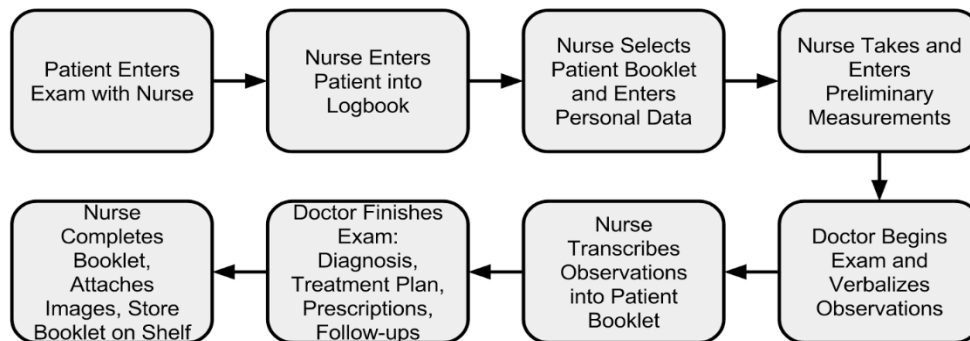 Patient Enters
Exam with Nurse
Nurse Enters
Patient into
Logbook
Nurse Selects
Patient Booklet
and Enters
Personal Data
Nurse Takes and
Enters
Preliminary
Measurements
Doctor Begins
Exam and
Verbalizes
Observations
Nurse
Transcribes
Observations
into Patient
Booklet
Doctor Finishes
Exam:
Diagnosis,
Treatment Plan,
Prescriptions,
Follow-ups
Nurse
Completes
Booklet,
Attaches
Images, Store
Booklet on Shelf